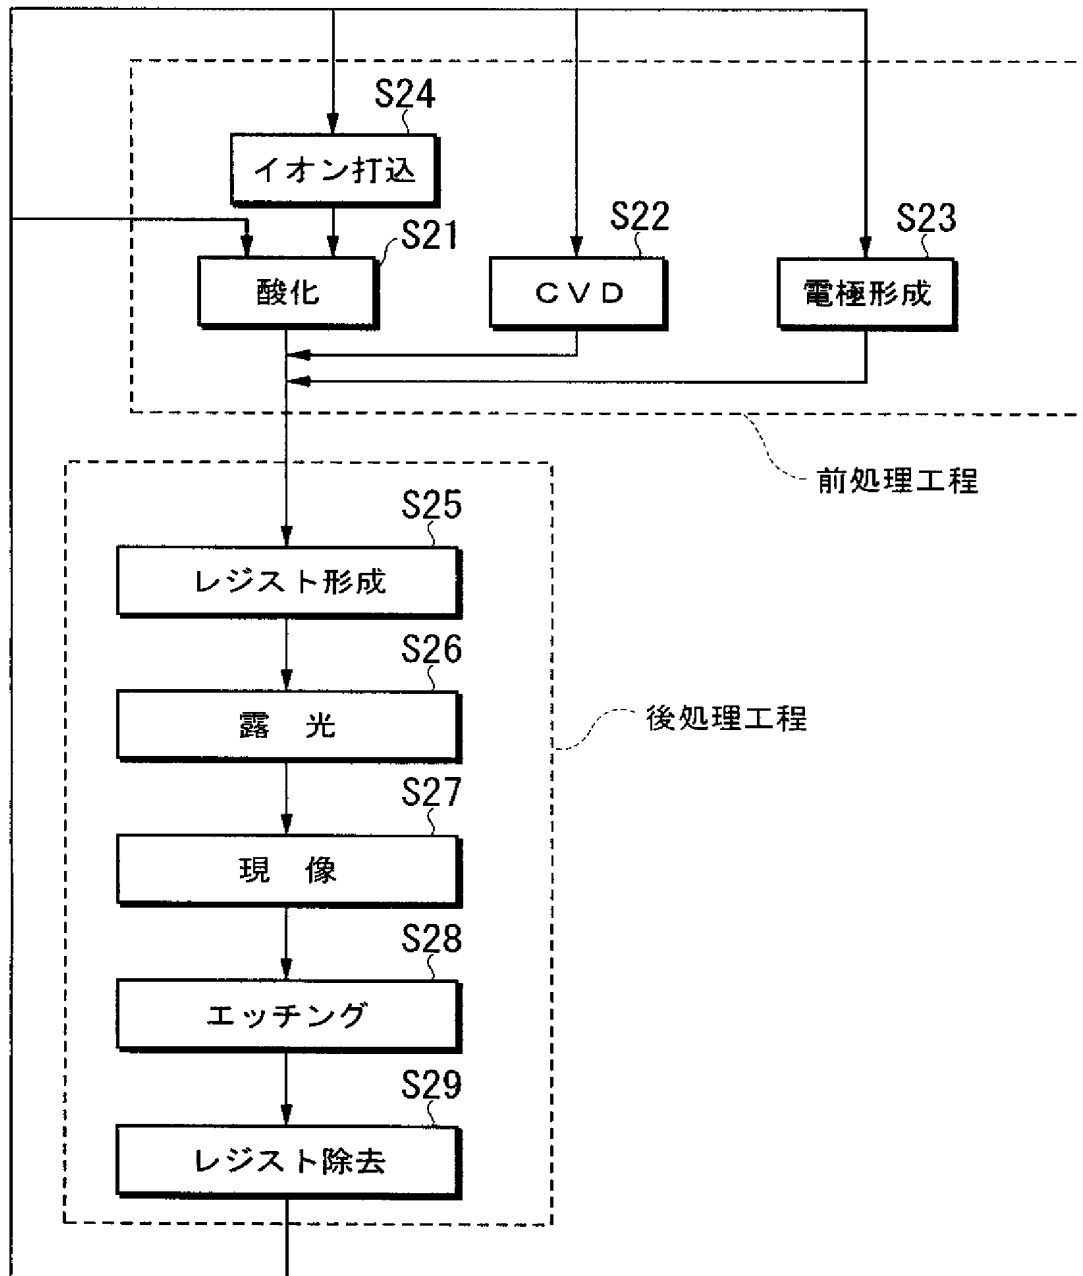 S24
イオン打込
S21
酸化
S22
CVD
S23
電極形成
前処理工程
S25
レジスト形成
S26
露 光
後処理工程
S27
現 像
S28
エッチング
S29
レジスト除去